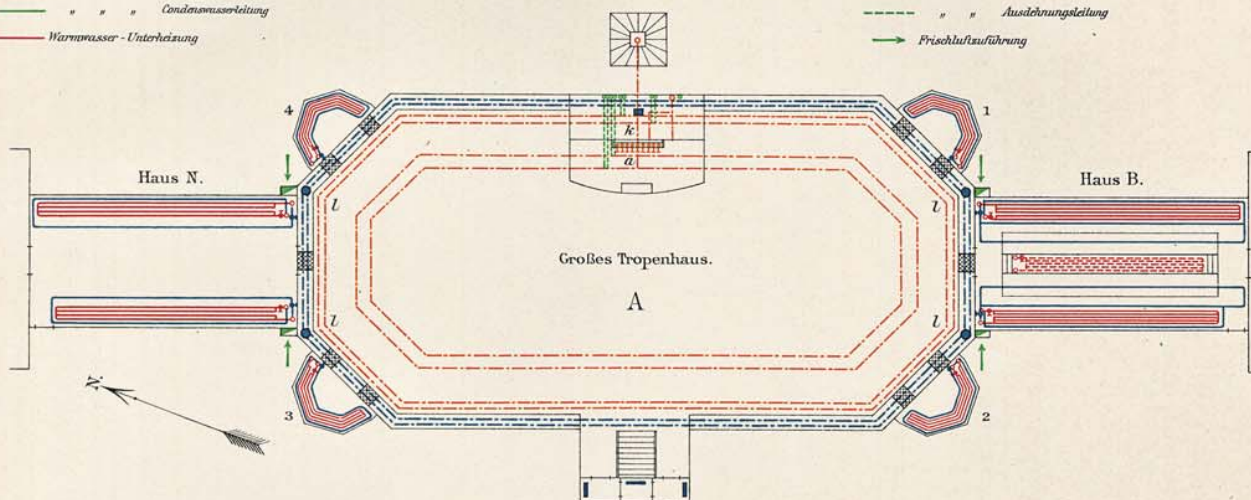 " " " Condenswasserleitung
" " Ausdehnungsleitung
Warmwasser - Unterheizung
Frischluftzuführung
4
1
k
a
Haus N.
Haus B.
l
l
Großes Tropenhaus.
A
l
l
N.
3
2